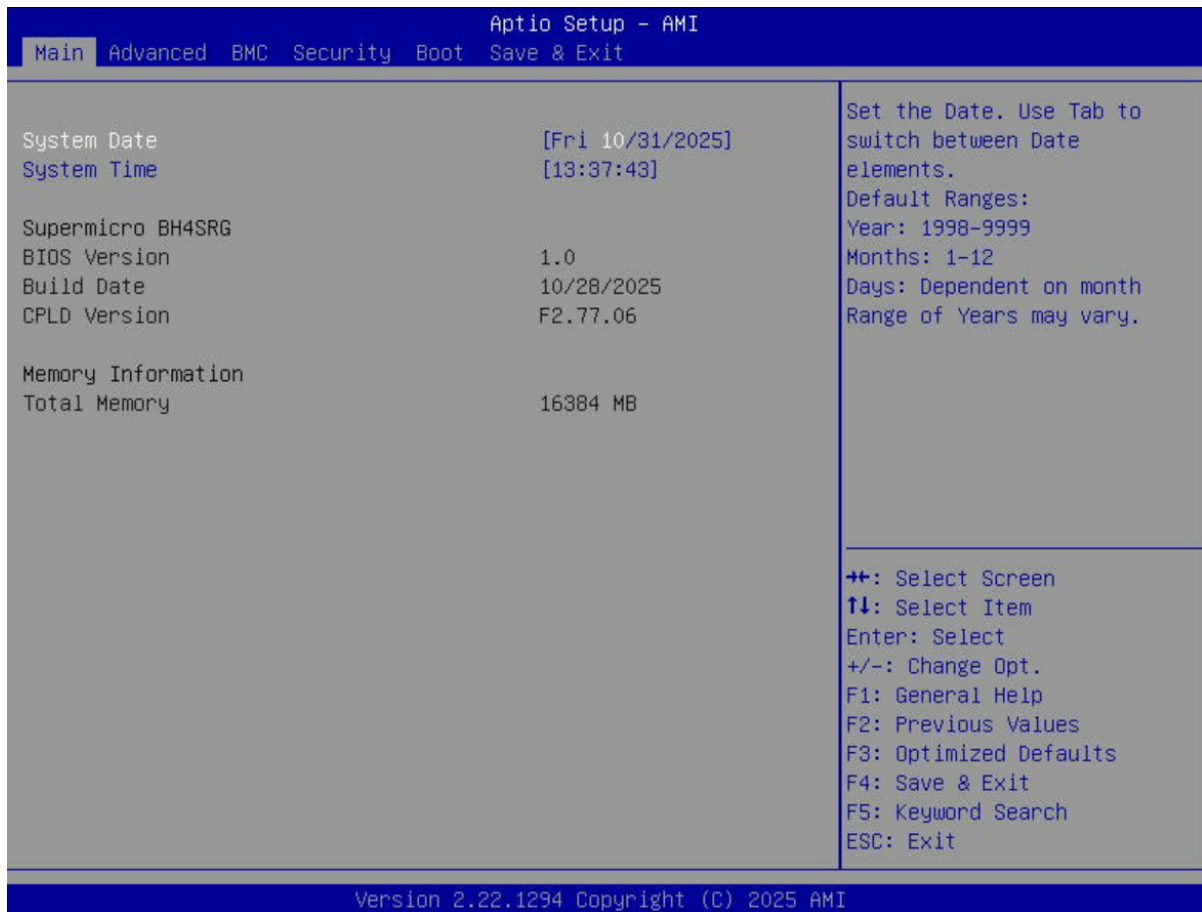 Aptio Setup - AMI
Main Advanced BMC Security Boot Save & Exit
System Date [Fri 10/31/2025]
System Time [13:37:43]
Supermicro BH4SRG
BIOS Version 1.0
Build Date 10/28/2025
CPLD Version F2.77.06
Memory Information
Total Memory 16384 MB
Set the Date. Use Tab to
switch between Date
elements.
Default Ranges:
Year: 1998-9999
Months: 1-12
Days: Dependent on month
Range of Years may vary.
→←: Select Screen
↑↓: Select Item
Enter: Select
+/-: Change Opt.
F1: General Help
F2: Previous Values
F3: Optimized Defaults
F4: Save & Exit
F5: Keyword Search
ESC: Exit
Version 2.22.1294 Copyright (C) 2025 AMI